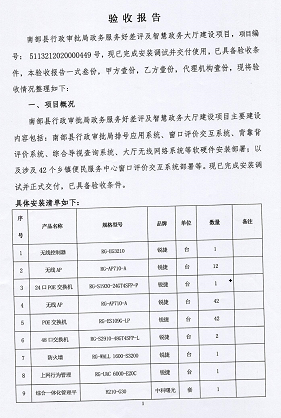 验收报告
南部县行政审批局政务服务好差评及智慧政务大厅建设项目，项目编
号：5113212020000449号，现已完成安装调试并交付使用。已具备验收条
件，本验收报告一式叁份，甲方壹份，乙方壹份，代理机构壹份，现将验
收情况整理如下：
一、项目概况
南部县行政审批局政务服务好差评及智慧政务大厅建设项目主要建设
内容包括：南部县行政审批局排号应用系统、窗口评价交互系统、背靠背
评价系统、综合导视查询系统、大厅无线网络系统等软硬件安装部署；以
及涉及42个乡镇便民服务中心窗口评价交互系统部署等。现已完成安装调
试并正式交付。已具备验收条件。
具体安装清单如下：
序号 产品名称 规格型号 品牌 单位 数量 备注
1 无线控制器 RG-WS3210 锐捷 台 1
2 无线AP RG-AP710-A 锐捷 台 12
3 24口POE交换机 RG-S1930-24GT4SFP-P 锐捷 台 1
4 无线AP RG-AP710-A 锐捷 台 42
5 POE交换机 RG-ES109G-LP 锐捷 台 42
6 48口交换机 RG-S2910-48GT4SFP-L 锐捷 台 2
7 防火墙 RG-WALL 1600-S3200 锐捷 台 1
8 上网行为管理 RG-UAC 6000-E20C 锐捷 台 1
9 综合一体化管理平 R210-G30 中科曙光 套 1
1